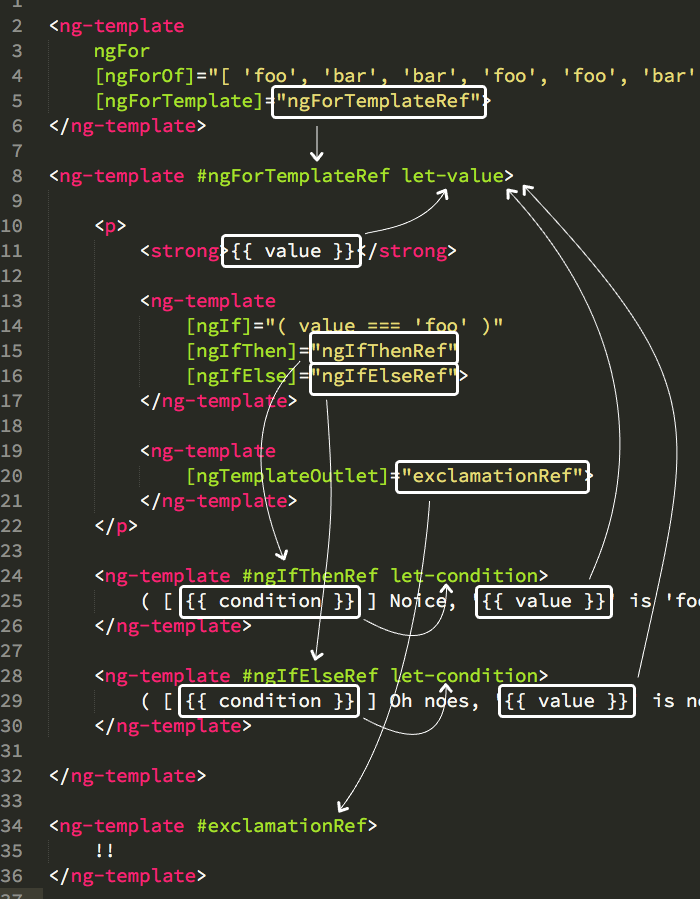 1
2 <ng-template
3 ngFor
4 [ngForOf]="[ 'foo', 'bar', 'bar', 'foo', 'foo', 'bar'
5 [ngForTemplate]="ngForTemplateRef">
6 </ng-template>
7
8 <ng-template #ngForTemplateRef let-value>
9
10 <p>
11 <strong>{{ value }}</strong>
12
13 <ng-template
14 [ngIf]="( value === 'foo' )"
15 [ngIfThen]="ngIfThenRef"
16 [ngIfElse]="ngIfElseRef">
17 </ng-template>
18
19 <ng-template
20 [ngTemplateOutlet]="exclamationRef">
21 </ng-template>
22 </p>
23
24 <ng-template #ngIfThenRef let-condition>
25 ( [ {{ condition }} ] Noice, '{{ value }}' is 'foo
26 </ng-template>
27
28 <ng-template #ngIfElseRef let-condition>
29 ( [ {{ condition }} ] Oh noes, '{{ value }}' is no
30 </ng-template>
31
32 </ng-template>
33
34 <ng-template #exclamationRef>
35 !!
36 </ng-template>
37